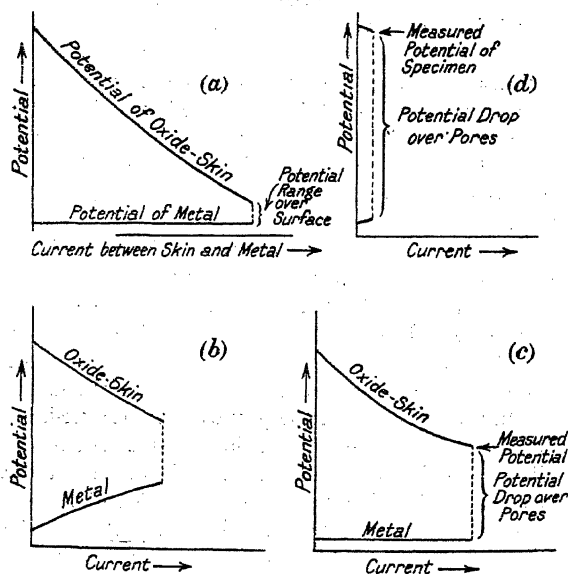 Potential
(a)
Potential of Oxide-Skin
Potential
Range
over
Surface
Potential of Metal
Current between Skin and Metal
Potential
Measured
Potential of
Specimen
(d)
Potential Drop
over Pores
Current
Potential
(b)
Oxide-Skin
Metal
Current
Potential
(c)
Oxide-Skin
Measured
Potential
Potential
Drop over
Pores
Metal
Current